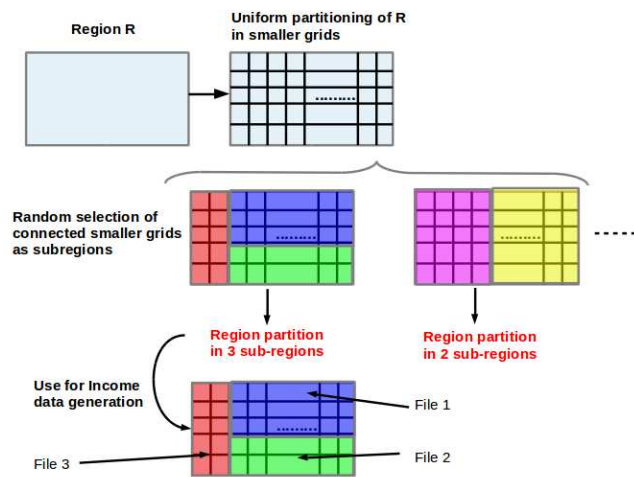 Region R
Uniform partitioning of R
in smaller grids
Random selection of
connected smaller grids
as subregions
Region partition
in 3 sub-regions
Region partition
in 2 sub-regions
Use for Income
data generation
File 1
File 2
File 3